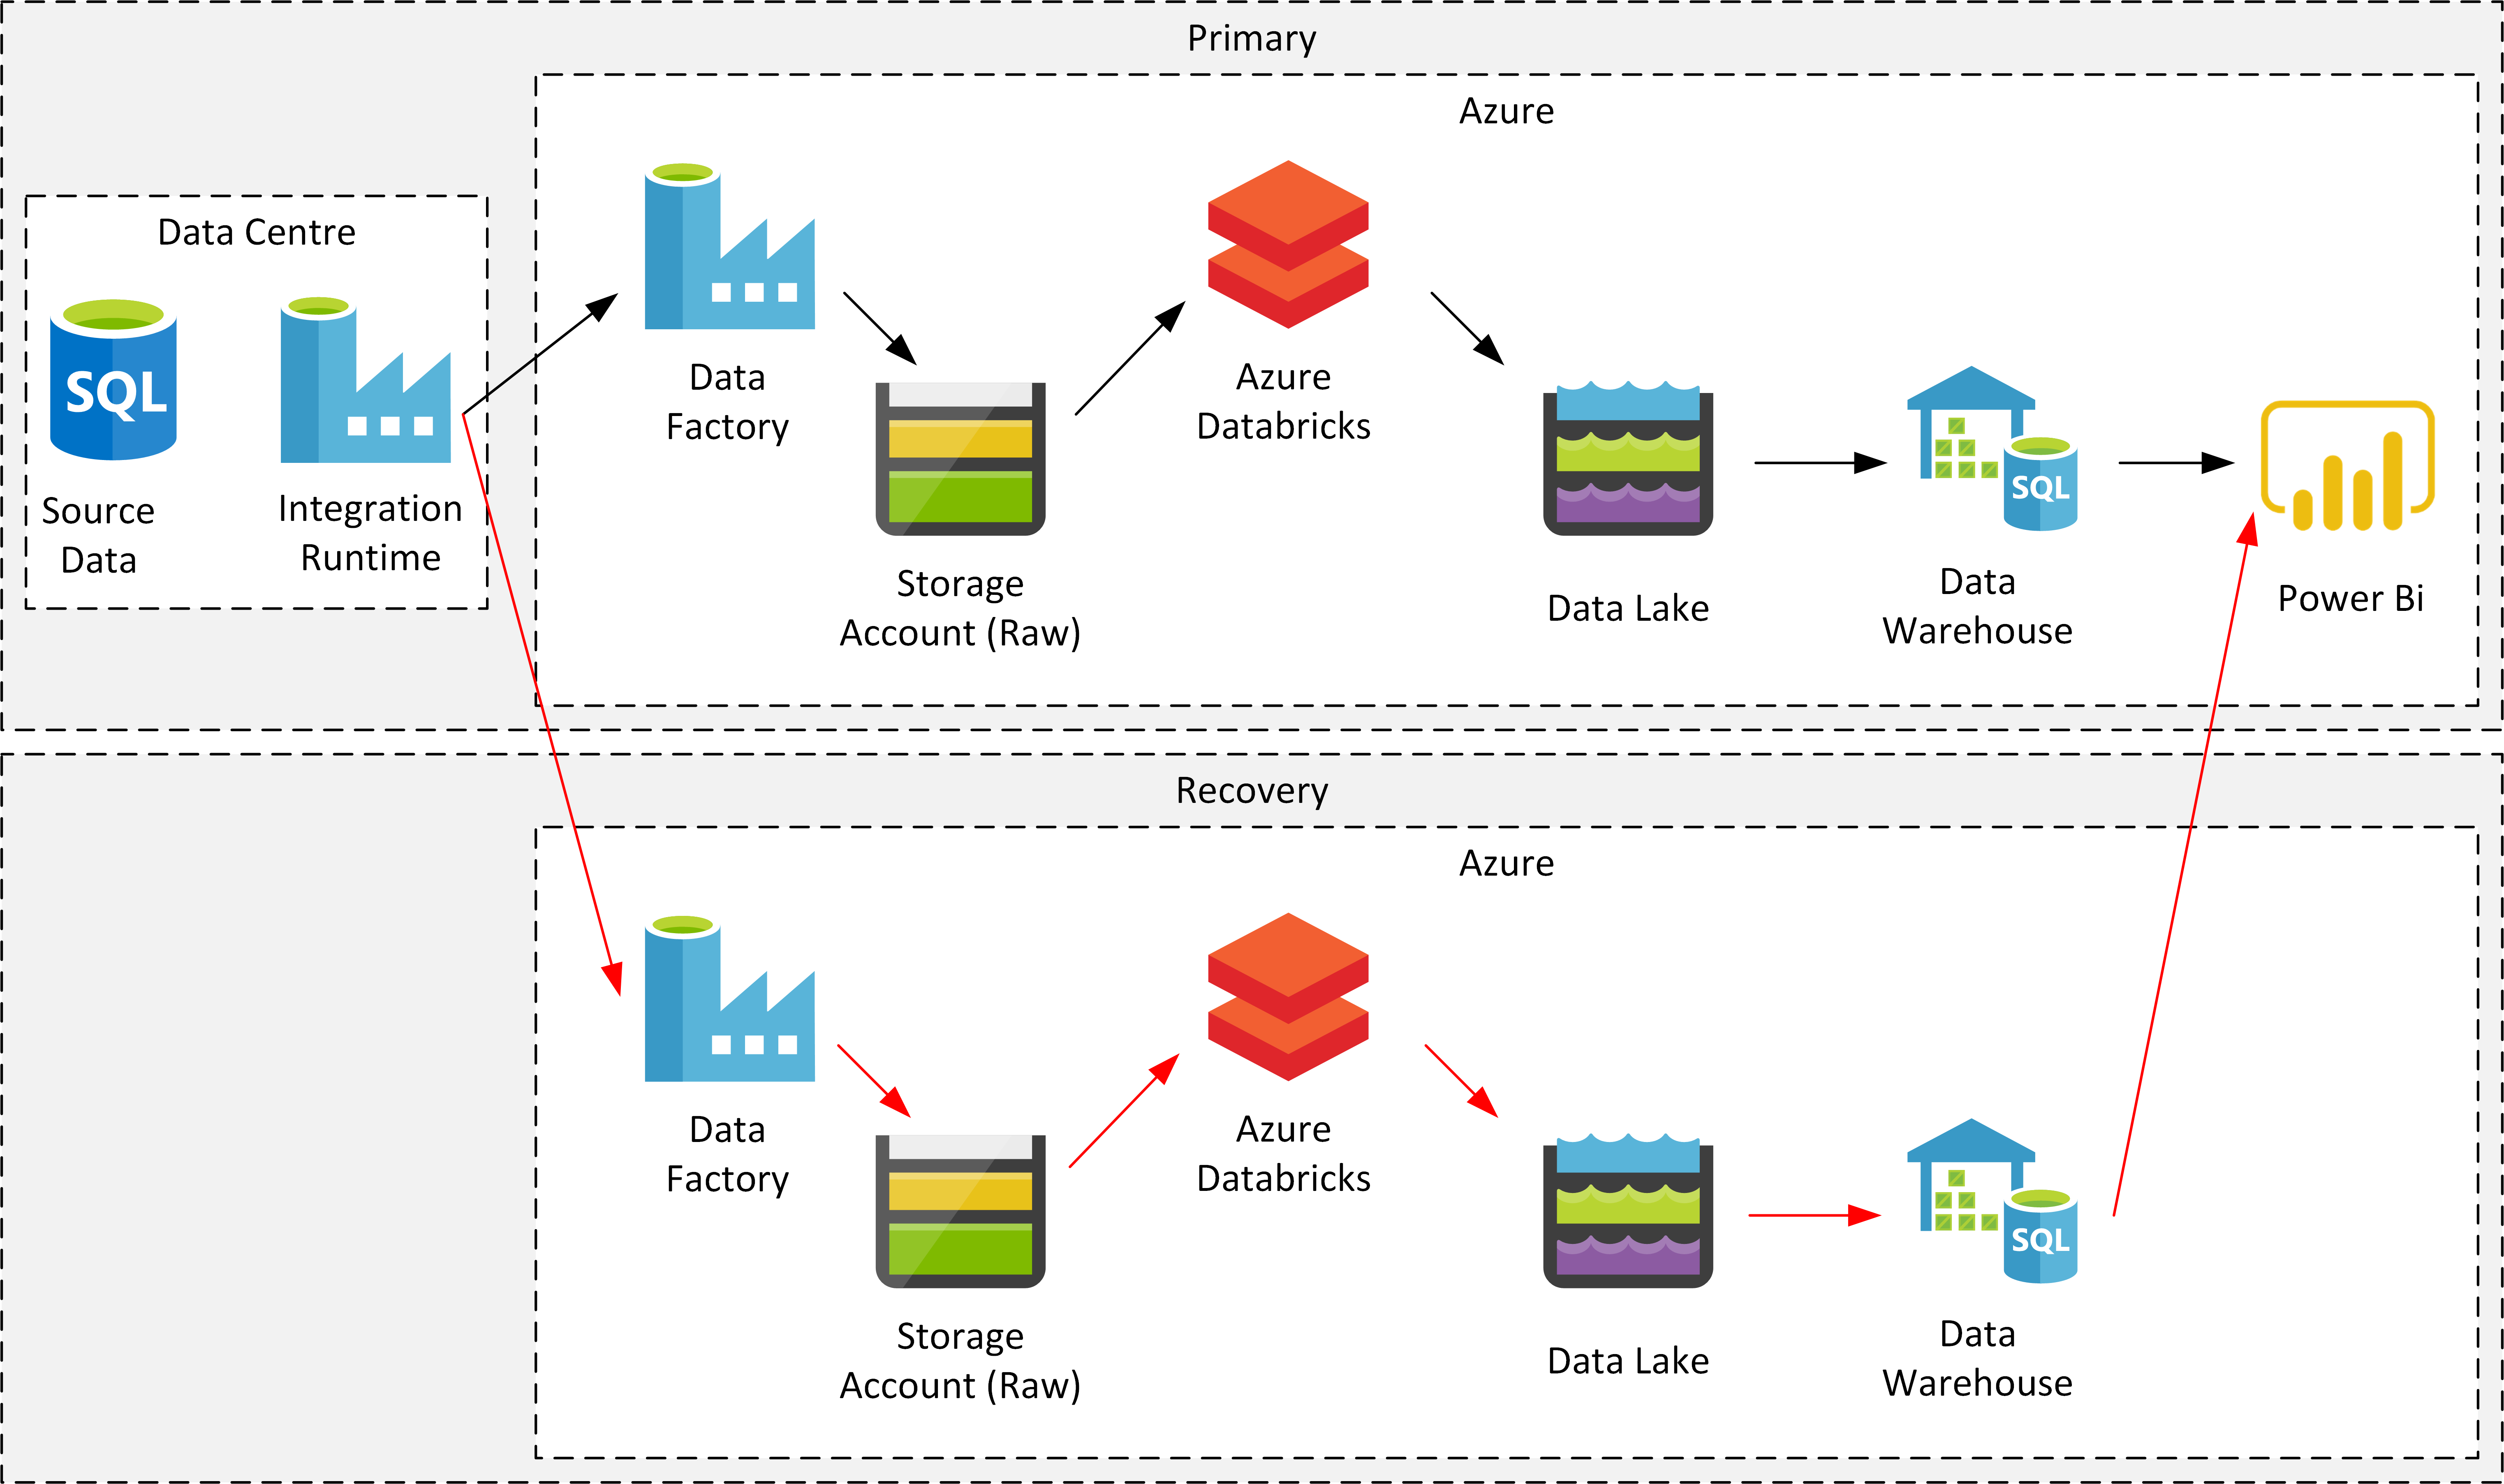 Primary
Azure
Data Centre
SQL
Source
Data
Integration
Runtime
Data
Factory
Storage
Account (Raw)
Azure
Databricks
Data Lake
SQL
Data
Warehouse
Power Bi
Recovery
Azure
Data
Factory
Storage
Account (Raw)
Azure
Databricks
Data Lake
SQL
Data
Warehouse